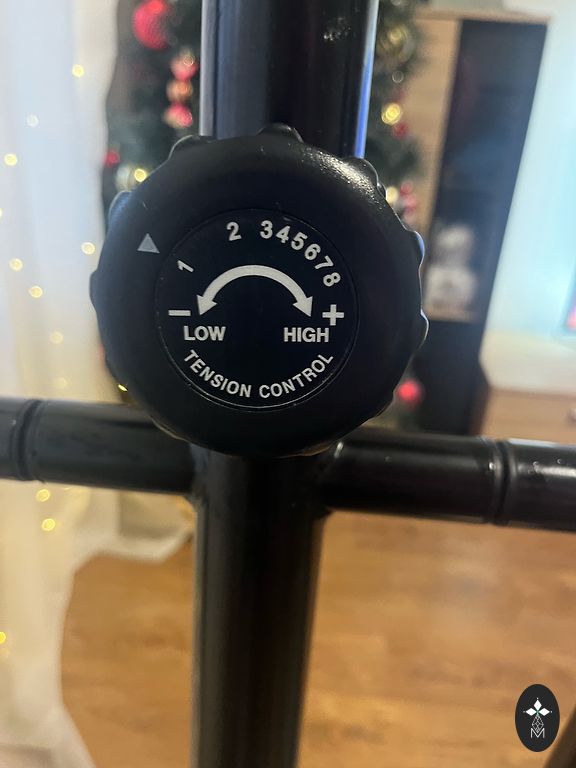 1 2 345678
− +
LOW HIGH
TENSION CONTROL
M